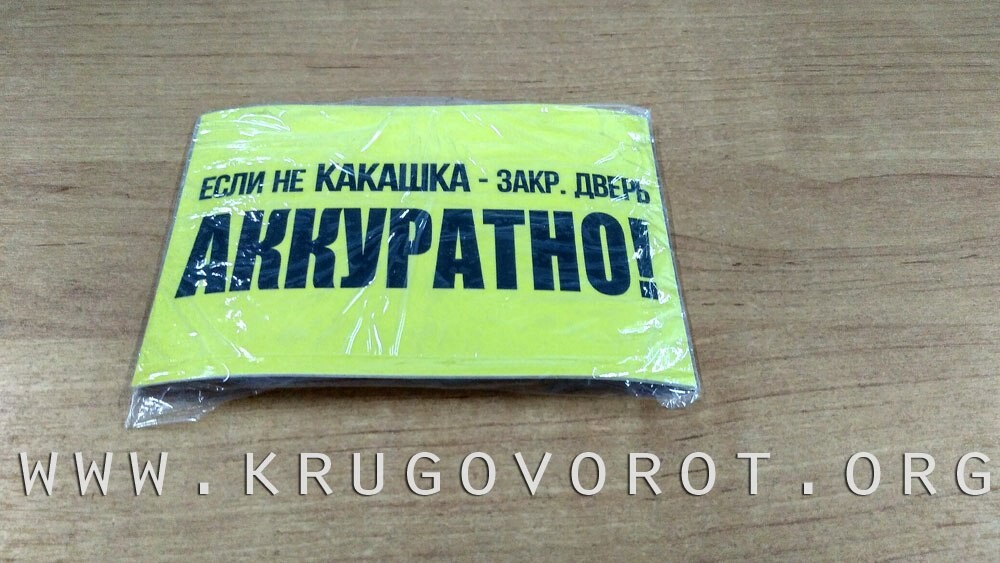 ЕСЛИ НЕ КАКАШКА - ЗАКР. ДВЕРЬ
АККУРАТНО!
WWW.KRUGOVOROT.ORG